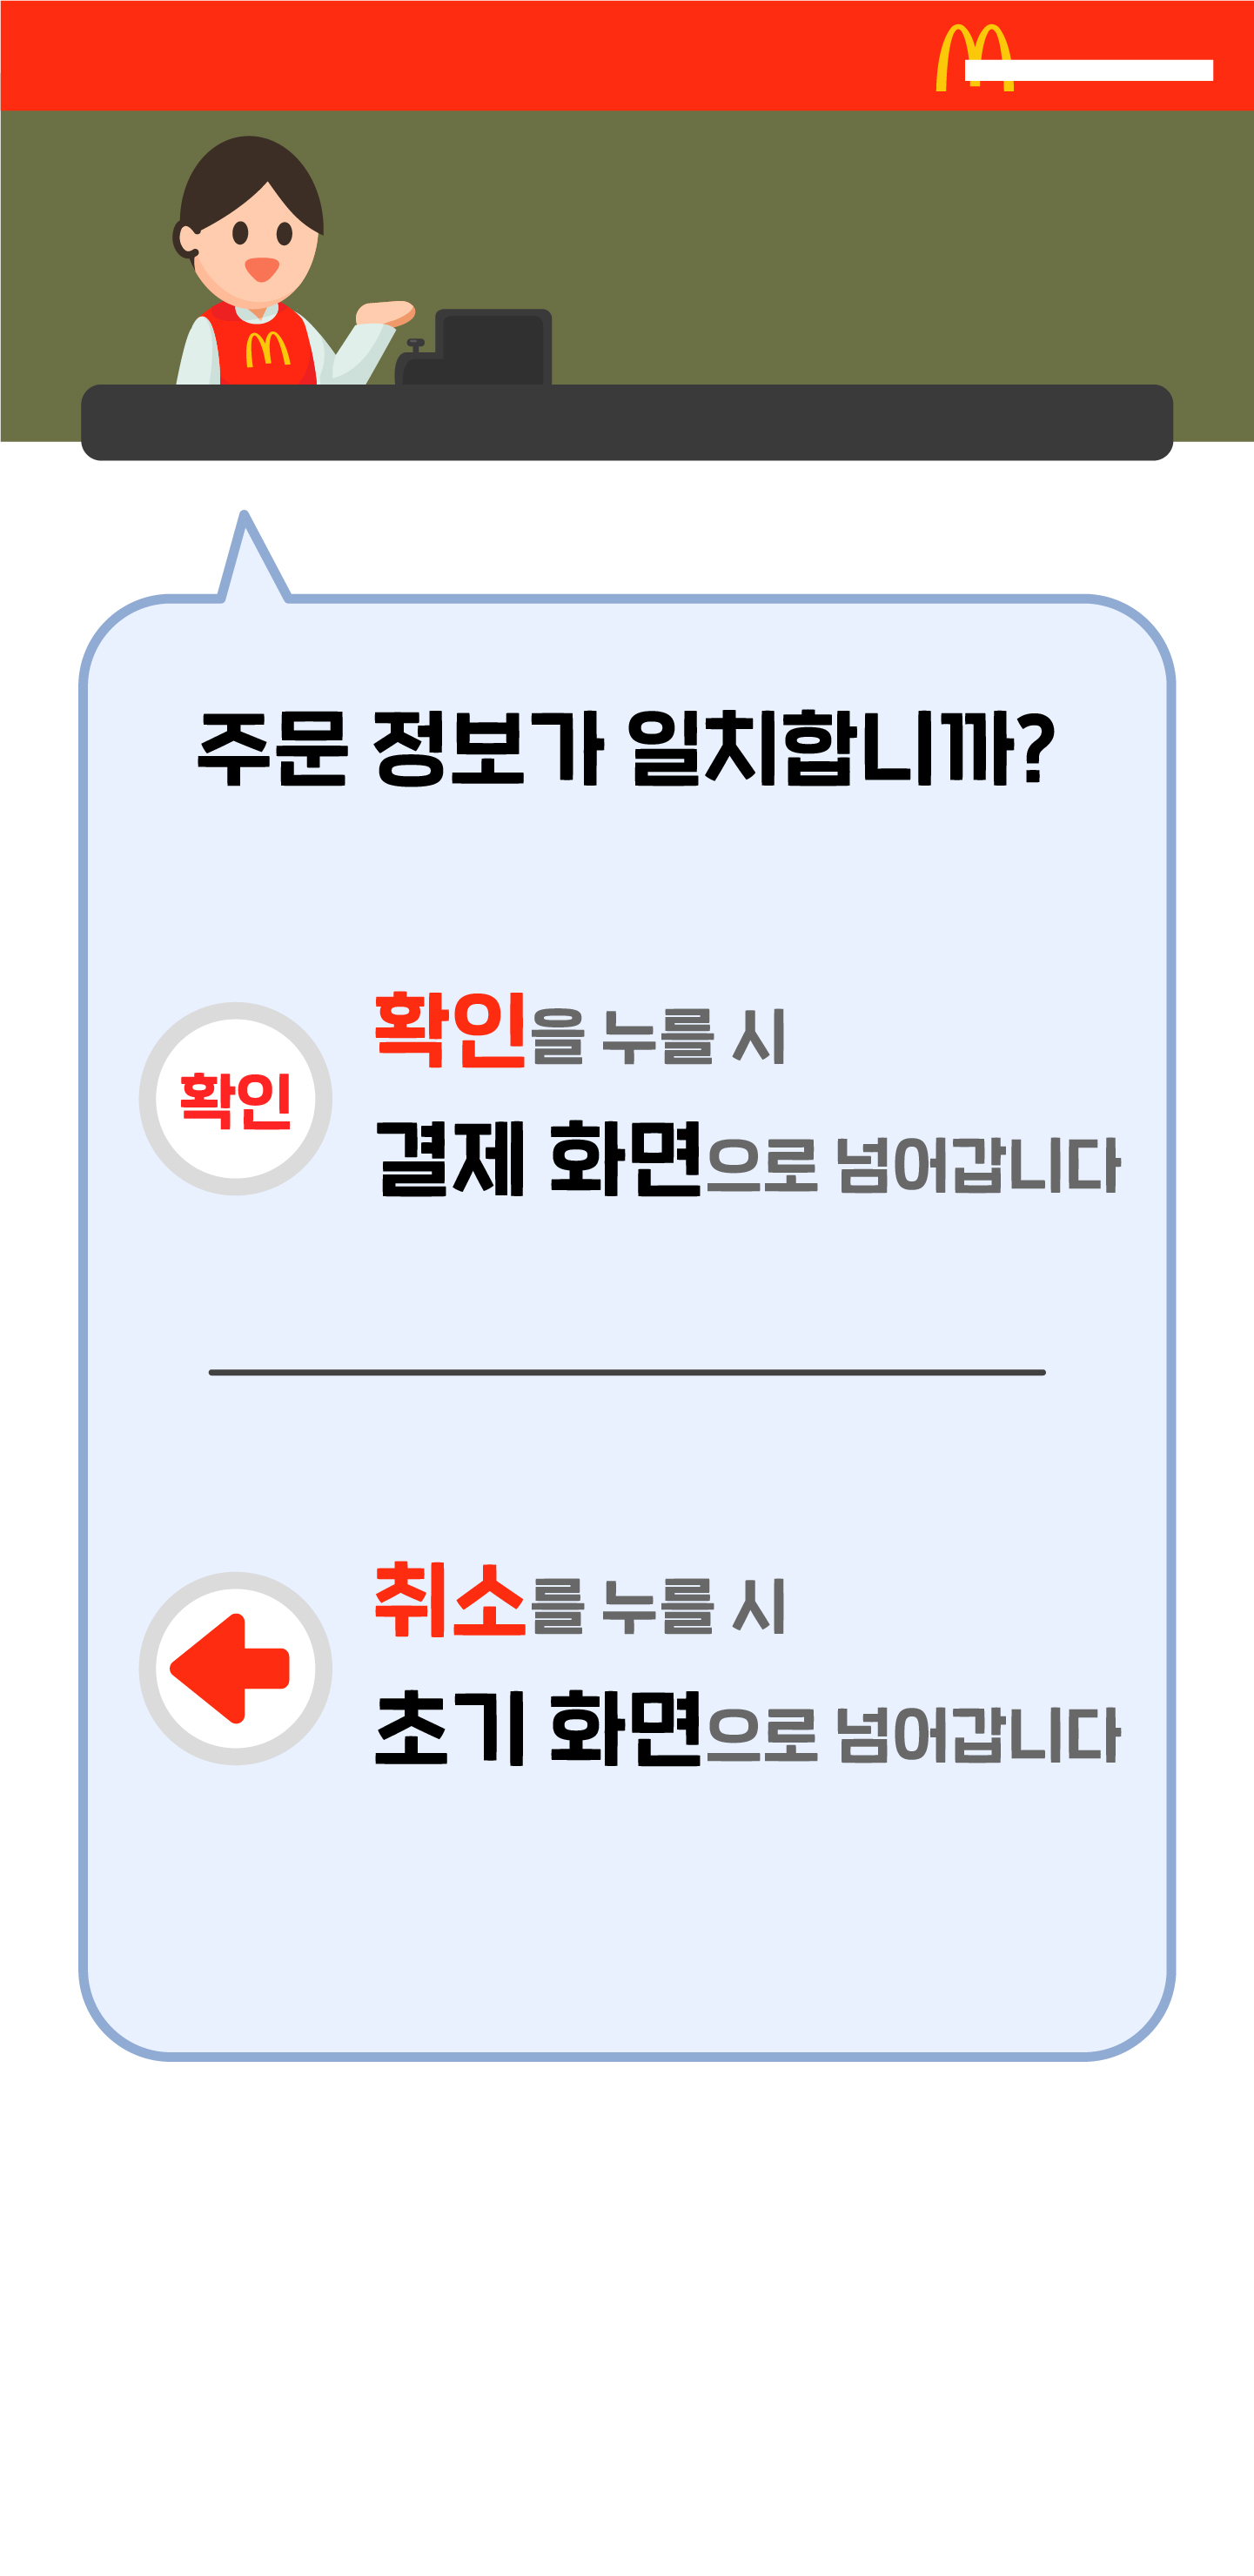 주문 정보가 일치합니까?
확인
확인을 누를 시
결제 화면으로 넘어갑니다
취소를 누를 시
초기 화면으로 넘어갑니다